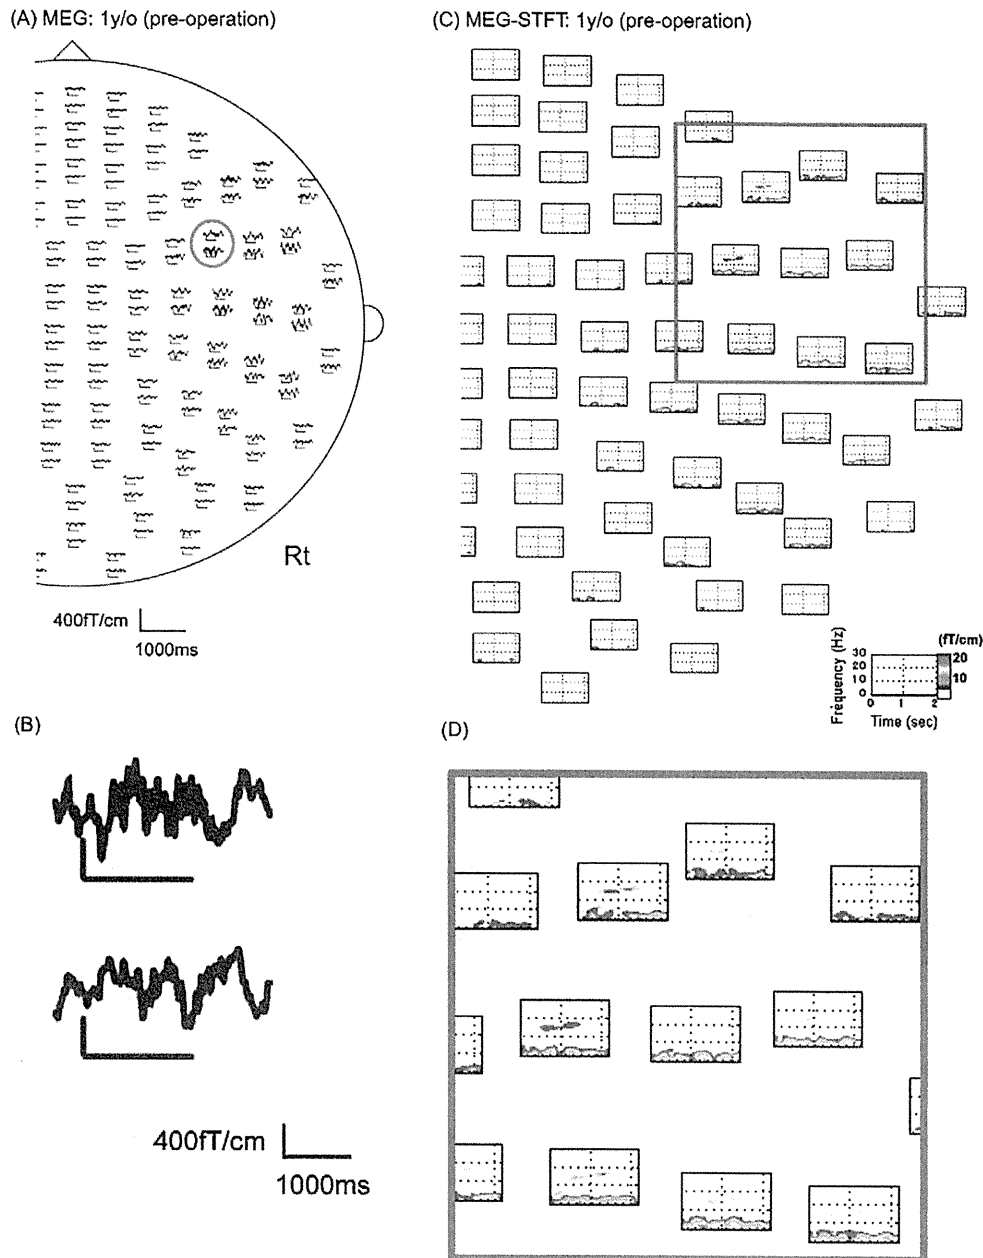 (A) MEG: 1y/o (pre-operation)
(C) MEG-STFT: 1y/o (pre-operation)
Rt
400fT/cm
1000ms
Frequency (Hz)
30
20
10
0
0 1 2
Time (sec)
(fT/cm)
20
10
(B)
(D)
400fT/cm
1000ms